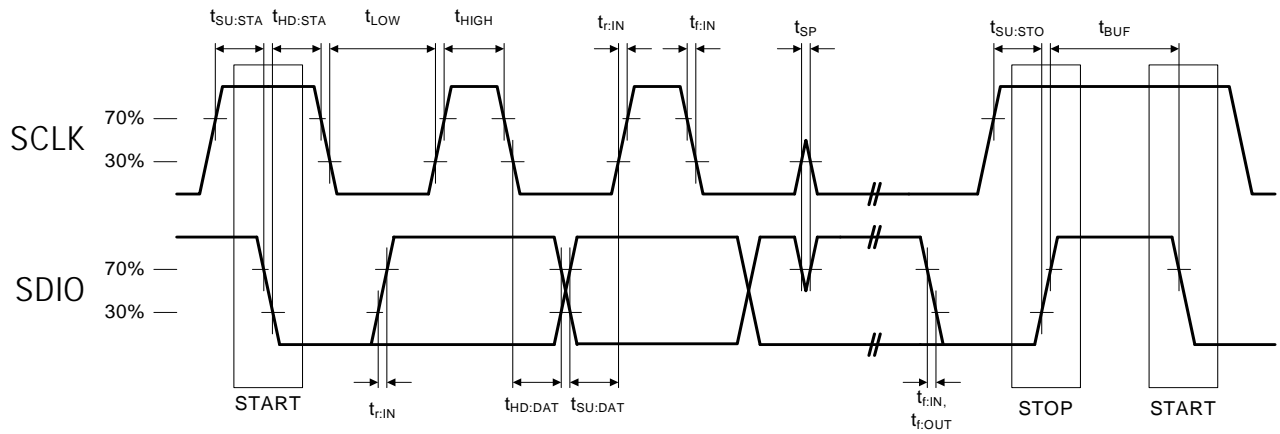 tSU:STA tHD:STA tLOW tHIGH tr:IN tf:IN tSP tSU:STO tBUF
SCLK
70%
30%
SDIO
70%
30%
START
tr:IN
tHD:DAT tSU:DAT
tf:IN,
tf:OUT
STOP
START